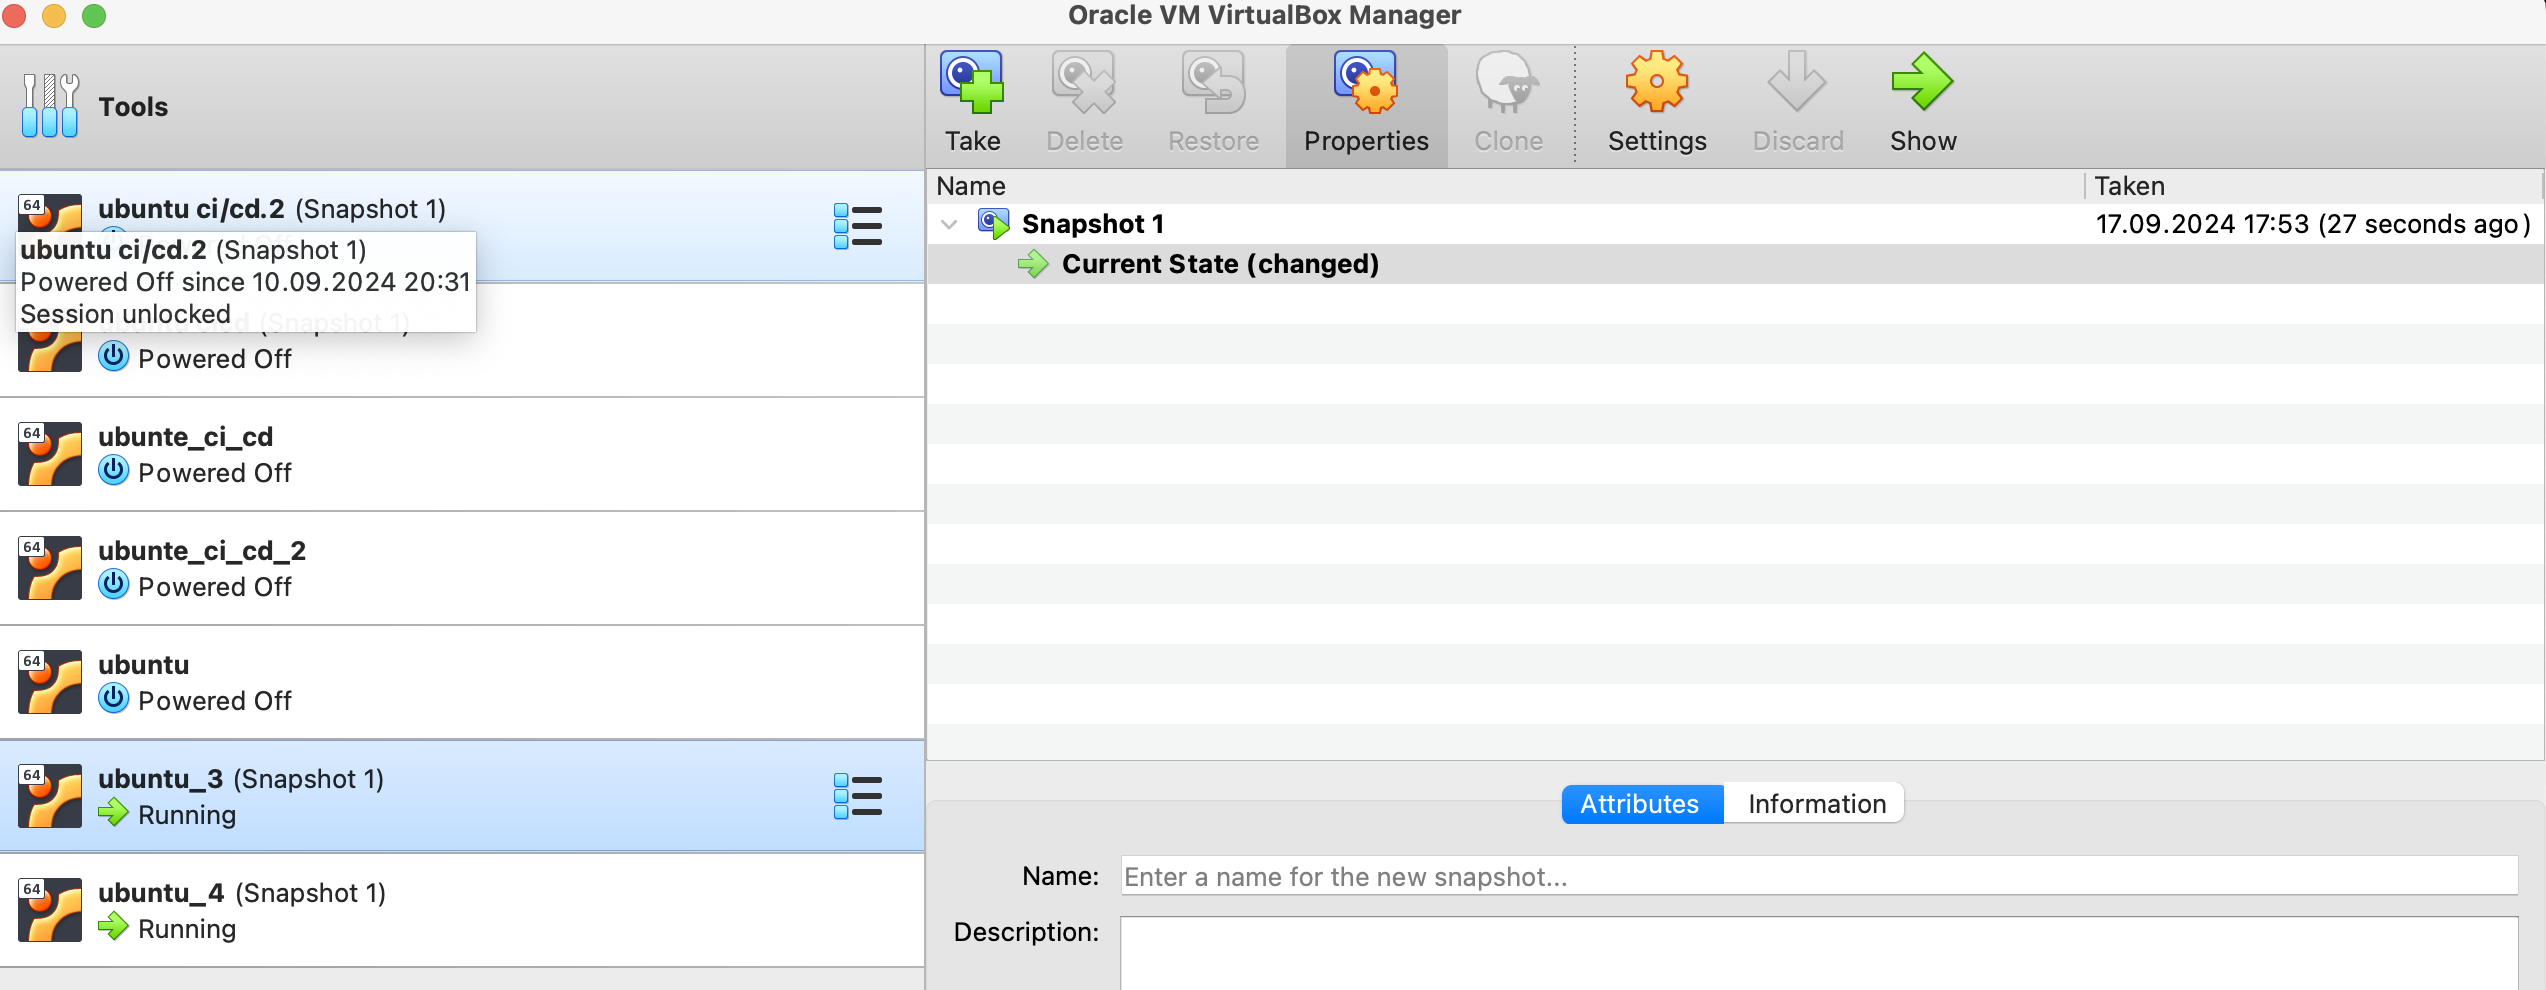 Oracle VM VirtualBox Manager
Tools
Take
Delete
Restore
Properties
Clone
Settings
Discard
Show
64
ubuntu ci/cd.2 (Snapshot 1)
ubuntu ci/cd.2 (Snapshot 1)
Powered Off since 10.09.2024 20:31
Session unlocked
(Snapshot 1)
Powered Off
64
ubunte_ci_cd
Powered Off
64
ubunte_ci_cd_2
Powered Off
64
ubuntu
Powered Off
64
ubuntu_3 (Snapshot 1)
Running
64
ubuntu_4 (Snapshot 1)
Running
Name
Taken
Snapshot 1
17.09.2024 17:53 (27 seconds ago)
Current State (changed)
Attributes
Information
Name:
Enter a name for the new snapshot...
Description: